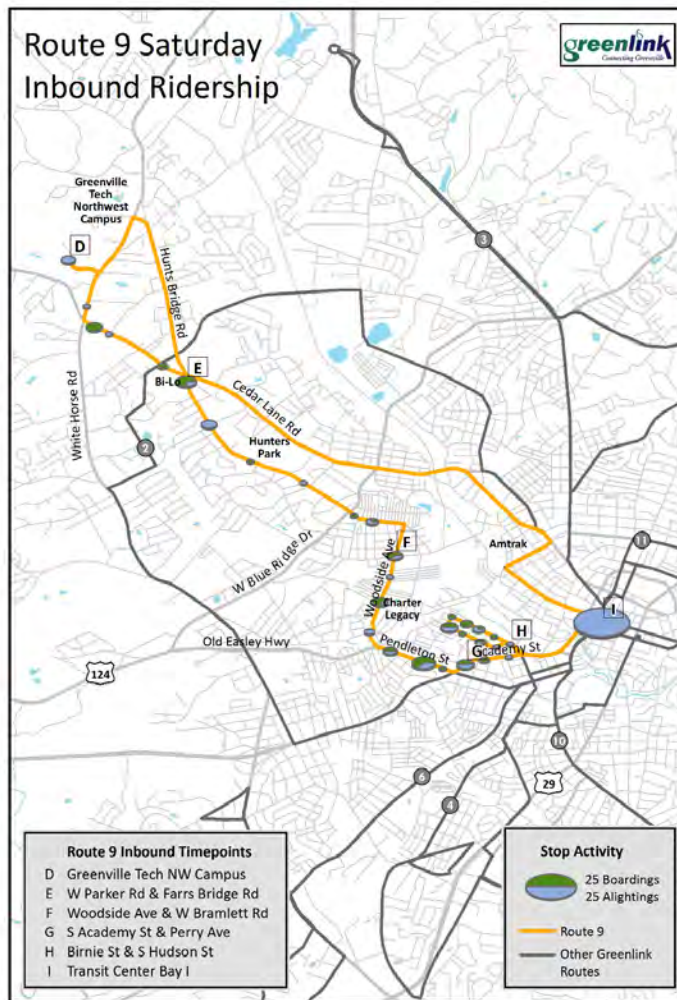 Route 9 Saturday
Inbound Ridership
greenlink
Connecting Greenville
Greenville
Tech
Northwest
Campus
D
3
Hunts Bridge Rd
E
Bi-Lo
White Horse Rd
Cedar Lane Rd
2
Hunters
Park
11
F
Amtrak
W Blue Ridge Dr
Woodside Ave
Charter
Legacy
I
H
Old Easley Hwy
Pendleton St
G
cademy St
124
10
6
29
4
Route 9 Inbound Timepoints
D Greenville Tech NW Campus
E W Parker Rd & Farrs Bridge Rd
F Woodside Ave & W Bramlett Rd
G S Academy St & Perry Ave
H Birnie St & S Hudson St
I Transit Center Bay I
Stop Activity
25 Boardings
25 Alightings
Route 9
Other Greenlink
Routes